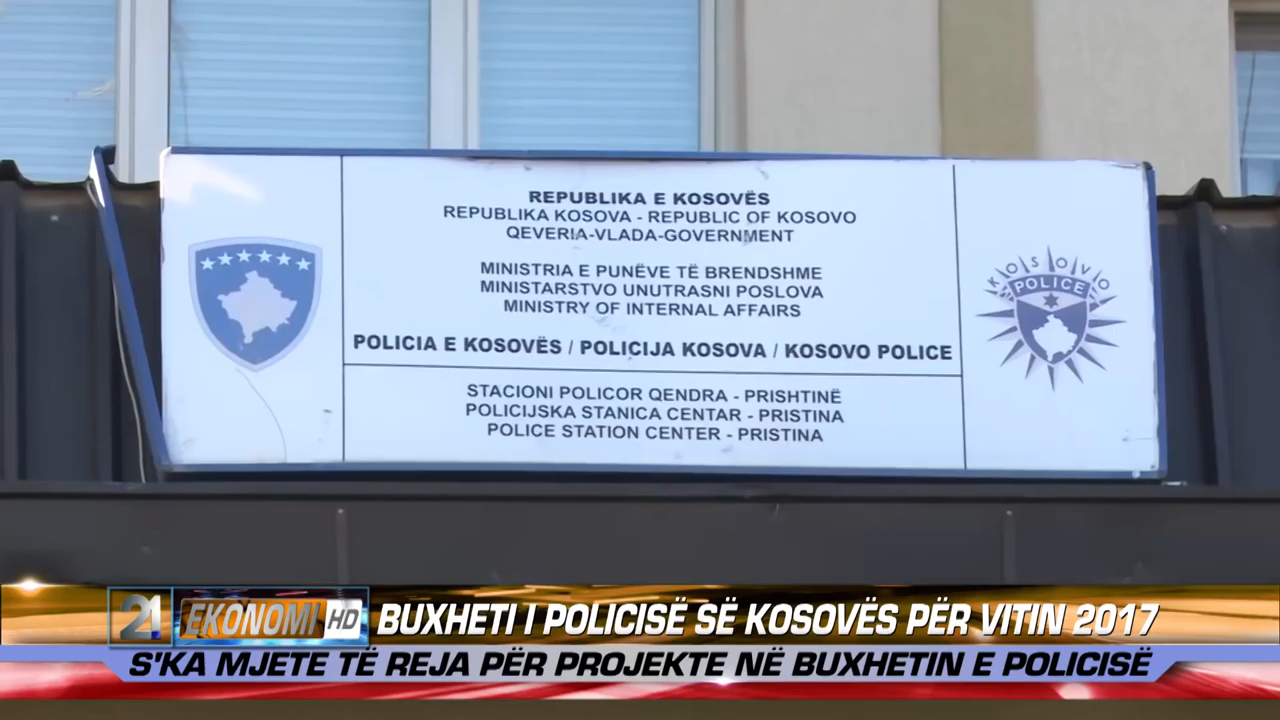 REPUBLIKA E KOSOVËS
REPUBLIKA KOSOVA - REPUBLIC OF KOSOVO
QEVERIA-VLADA-GOVERNMENT
MINISTRIA E PUNËVE TË BRENDSHME
MINISTARSTVO UNUTRASNI POSLOVA
MINISTRY OF INTERNAL AFFAIRS
POLICIA E KOSOVËS / POLICIJA KOSOVA / KOSOVO POLICE
STACIONI POLICOR QENDRA - PRISHTINË
POLICIJSKA STANICA CENTAR - PRISTINA
POLICE STATION CENTER - PRISTINA
KOSOVO
POLICE
21 EKONOMI HD BUXHETI I POLICISË SË KOSOVËS PËR VITIN 2017
S'KA MJETE TË REJA PËR PROJEKTE NË BUXHETIN E POLICISË